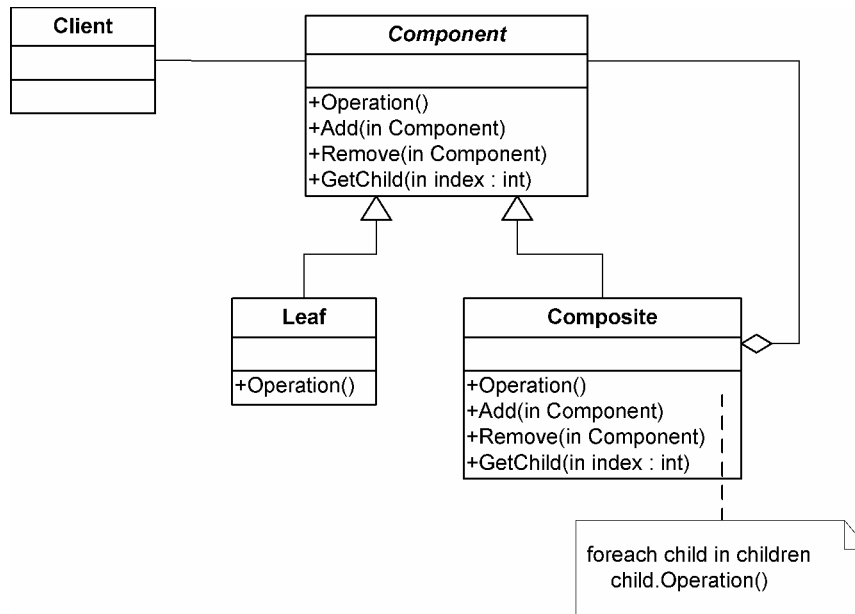 Client
Component
+Operation()
+Add(in Component)
+Remove(in Component)
+GetChild(in index : int)
Leaf
+Operation()
Composite
+Operation()
+Add(in Component)
+Remove(in Component)
+GetChild(in index : int)
foreach child in children
child.Operation()